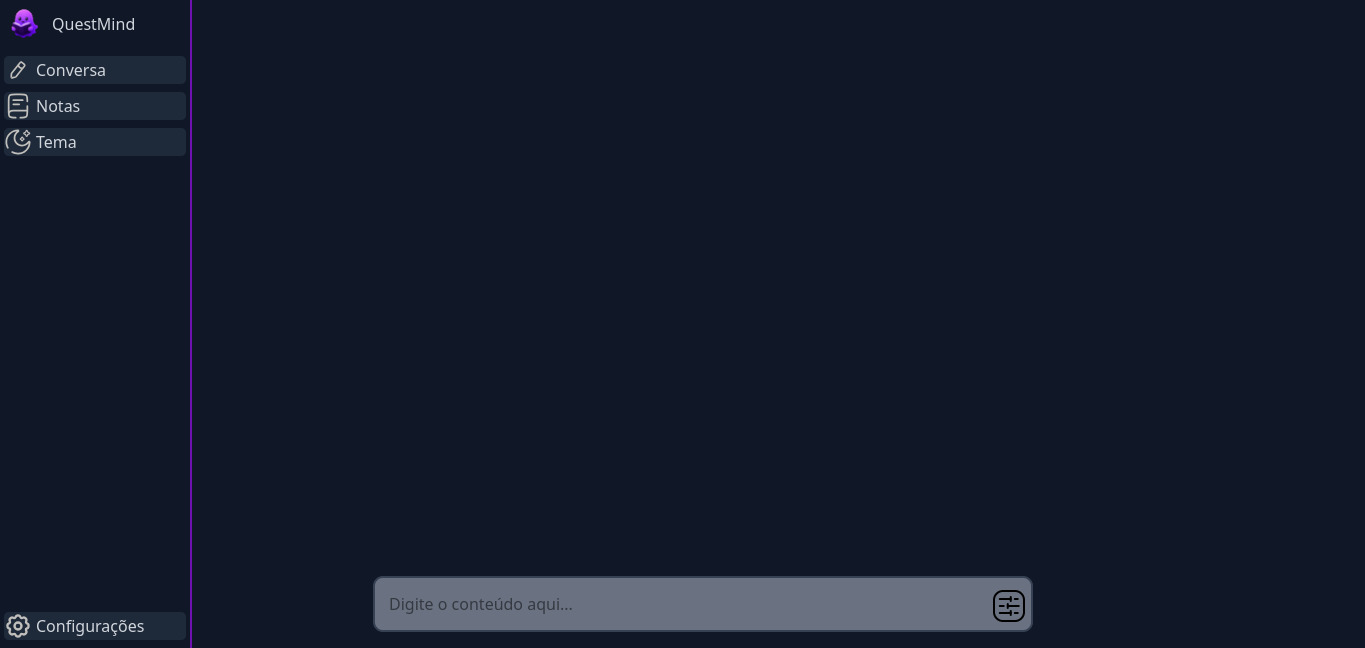 QuestMind
Conversa
Notas
Tema
Configurações
Digite o conteúdo aqui...